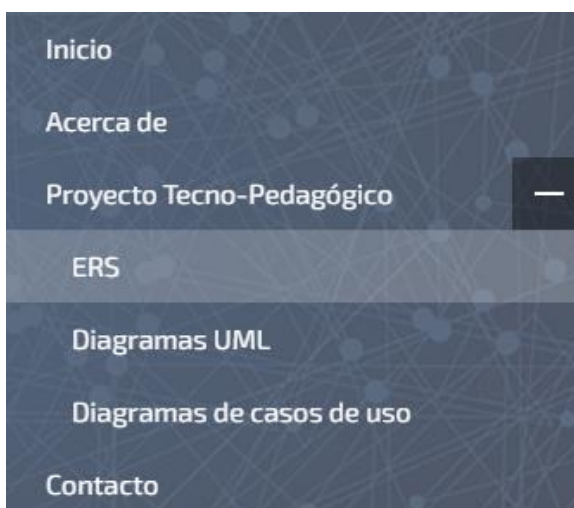 Inicio
Acerca de
Proyecto Tecno-Pedagógico
ERS
Diagramas UML
Diagramas de casos de uso
Contacto